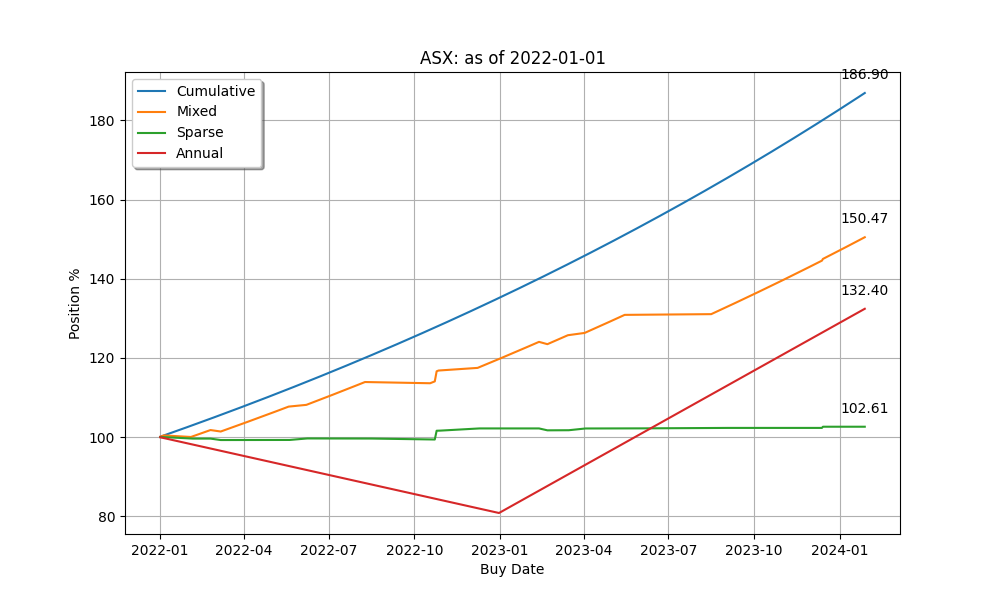 ASX: as of 2022-01-01
Cumulative
Mixed
Sparse
Annual
186.90
150.47
132.40
102.61
180
160
140
120
100
80
Position %
2022-01 2022-04 2022-07 2022-10 2023-01 2023-04 2023-07 2023-10 2024-01
Buy Date